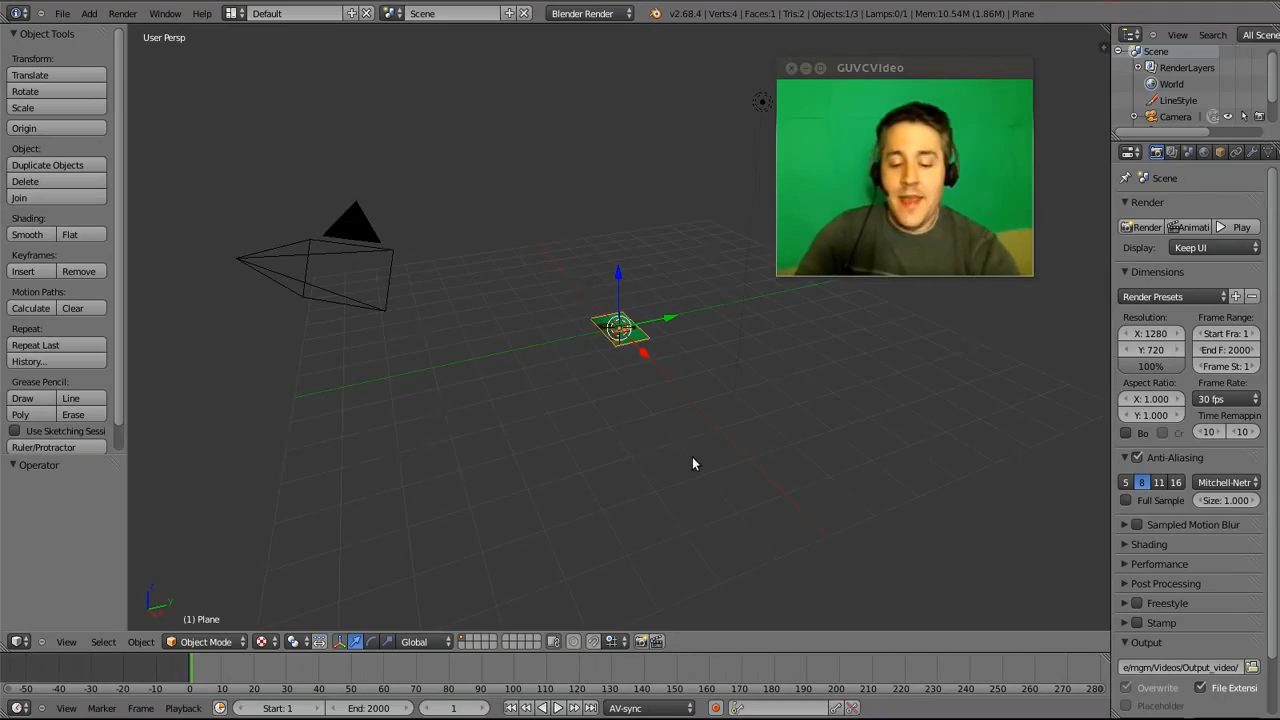 File Add Render Window Help Default Scene Blender Render v2.68.4 | Verts:4 | Faces:1 | Tris:2 | Objects:1/3 | Lamps:0/1 | Mem:10.54M (1.86M) | Plane
Object Tools
Transform:
Translate
Rotate
Scale
Origin
Object:
Duplicate Objects
Delete
Join
Shading:
Smooth Flat
Keyframes:
Insert Remove
Motion Paths:
Calculate Clear
Repeat:
Repeat Last
History...
Grease Pencil:
Draw Line
Poly Erase
Use Sketching Sessi
Ruler/Protractor
Operator
User Persp
GUVCVIdeo
(1) Plane
View Search All Scene
Scene
RenderLayers
World
LineStyle
Camera
Scene
Render
Render Animati Play
Display: Keep UI
Dimensions
Render Presets
Resolution: Frame Range:
X: 1280 Start Fra: 1
Y: 720 End F: 2000
100% Frame St: 1
Aspect Ratio: Frame Rate:
X: 1.000 30 fps
Y: 1.000 Time Remappin
Bo Cr 10 10
Anti-Aliasing
5 8 11 16 Mitchell-Netr
Full Sample Size: 1.000
Sampled Motion Blur
Shading
Performance
Post Processing
Freestyle
Stamp
Output
e/mgm/Videos/Output_video/
Overwrite File Extensi
Placeholder
View Select Object Object Mode Global
-50 -40 -30 -20 -10 0 10 20 30 40 50 60 70 80 90 100 110 120 130 140 150 160 170 180 190 200 210 220 230 240 250 260 270 280
View Marker Frame Playback Start: 1 End: 2000 1 AV-sync